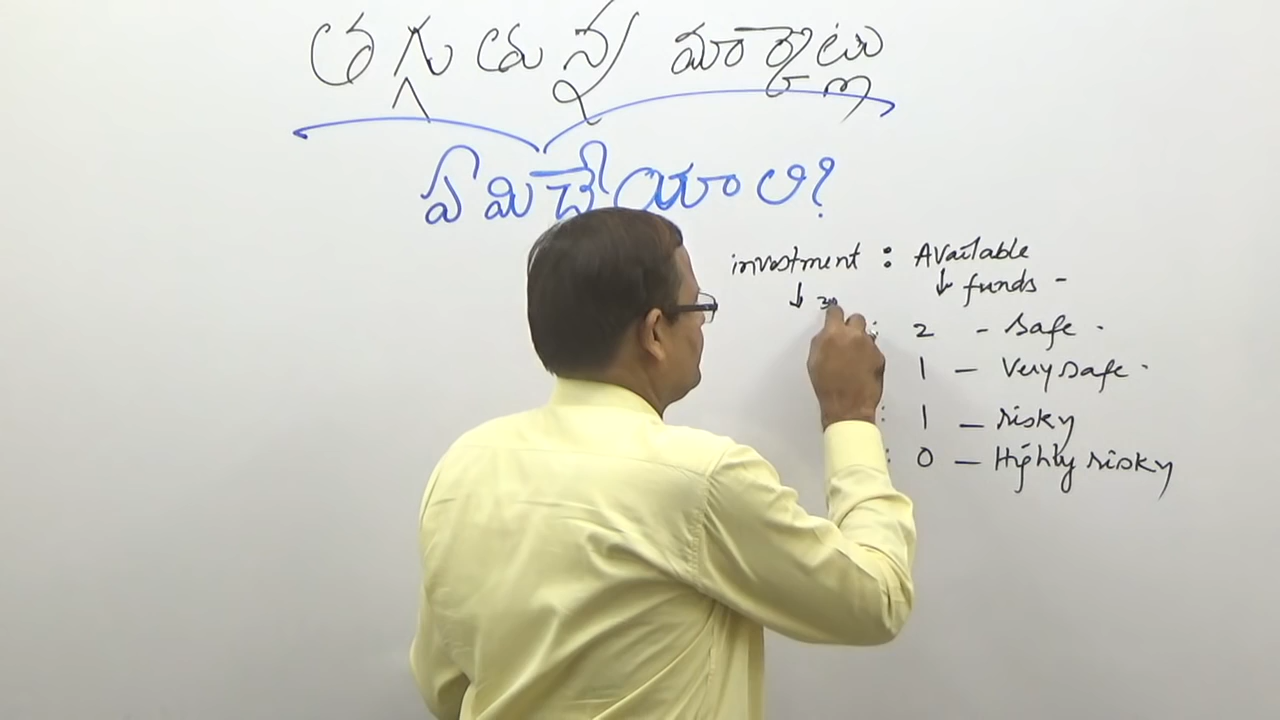 తగ్గుతున్న మార్కెట్లు
ఏమిచేయాలి?
investment : Available
↓ ↓ funds -
: 2 - safe .
1 - Very safe .
: 1 - risky
: 0 - Highly risky